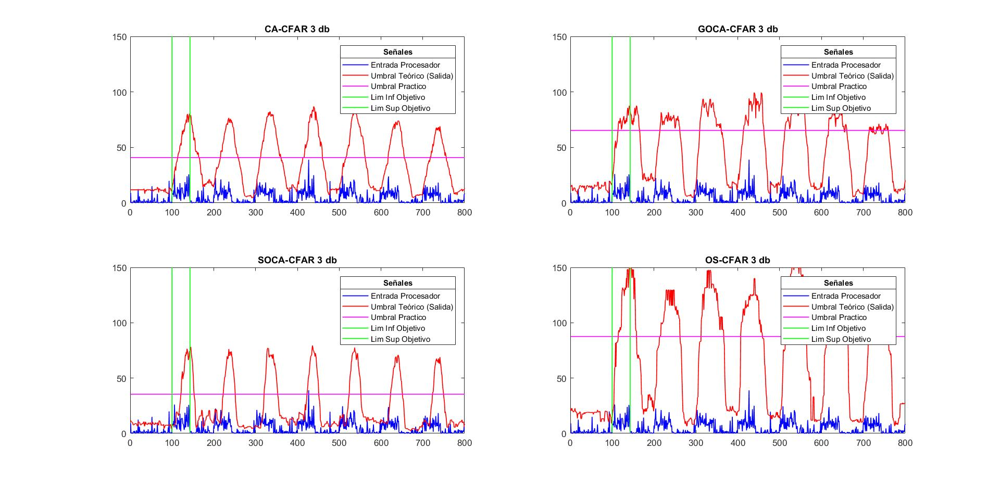 CA-CFAR 3 db
150
100
50
0
0 100 200 300 400 500 600 700 800
Señales
Entrada Procesador
Umbral Teórico (Salida)
Umbral Practico
Lim Inf Objetivo
Lim Sup Objetivo
GOCA-CFAR 3 db
150
100
50
0
0 100 200 300 400 500 600 700 800
Señales
Entrada Procesador
Umbral Teórico (Salida)
Umbral Practico
Lim Inf Objetivo
Lim Sup Objetivo
SOCA-CFAR 3 db
150
100
50
0
0 100 200 300 400 500 600 700 800
Señales
Entrada Procesador
Umbral Teórico (Salida)
Umbral Practico
Lim Inf Objetivo
Lim Sup Objetivo
OS-CFAR 3 db
150
100
50
0
0 100 200 300 400 500 600 700 800
Señales
Entrada Procesador
Umbral Teórico (Salida)
Umbral Practico
Lim Inf Objetivo
Lim Sup Objetivo